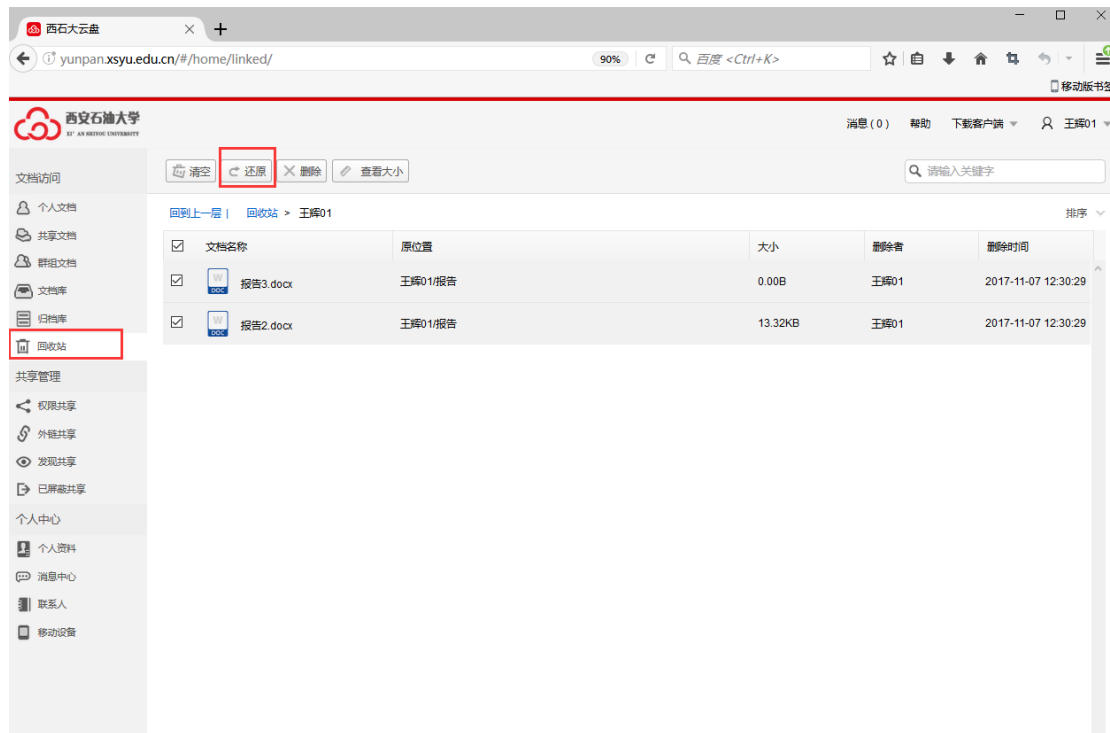 西石大云盘
yunpan.xsyu.edu.cn/#/home/linked/
90%
百度 <Ctrl+K>
移动版书签
西安石油大学
XI' AN SHIYOU UNIVERSITY
消息(0) 帮助 下载客户端 王辉01
文档访问
清空 还原 删除 查看大小
请输入关键字
个人文档
回到上一层 | 回收站 > 王辉01
排序
共享文档
文档名称 原位置 大小 删除者 删除时间
群组文档
W DOC 报告3.docx 王辉01/报告 0.00B 王辉01 2017-11-07 12:30:29
文档库
归档库
W DOC 报告2.docx 王辉01/报告 13.32KB 王辉01 2017-11-07 12:30:29
回收站
共享管理
权限共享
外链共享
发现共享
已屏蔽共享
个人中心
个人资料
消息中心
联系人
移动设备